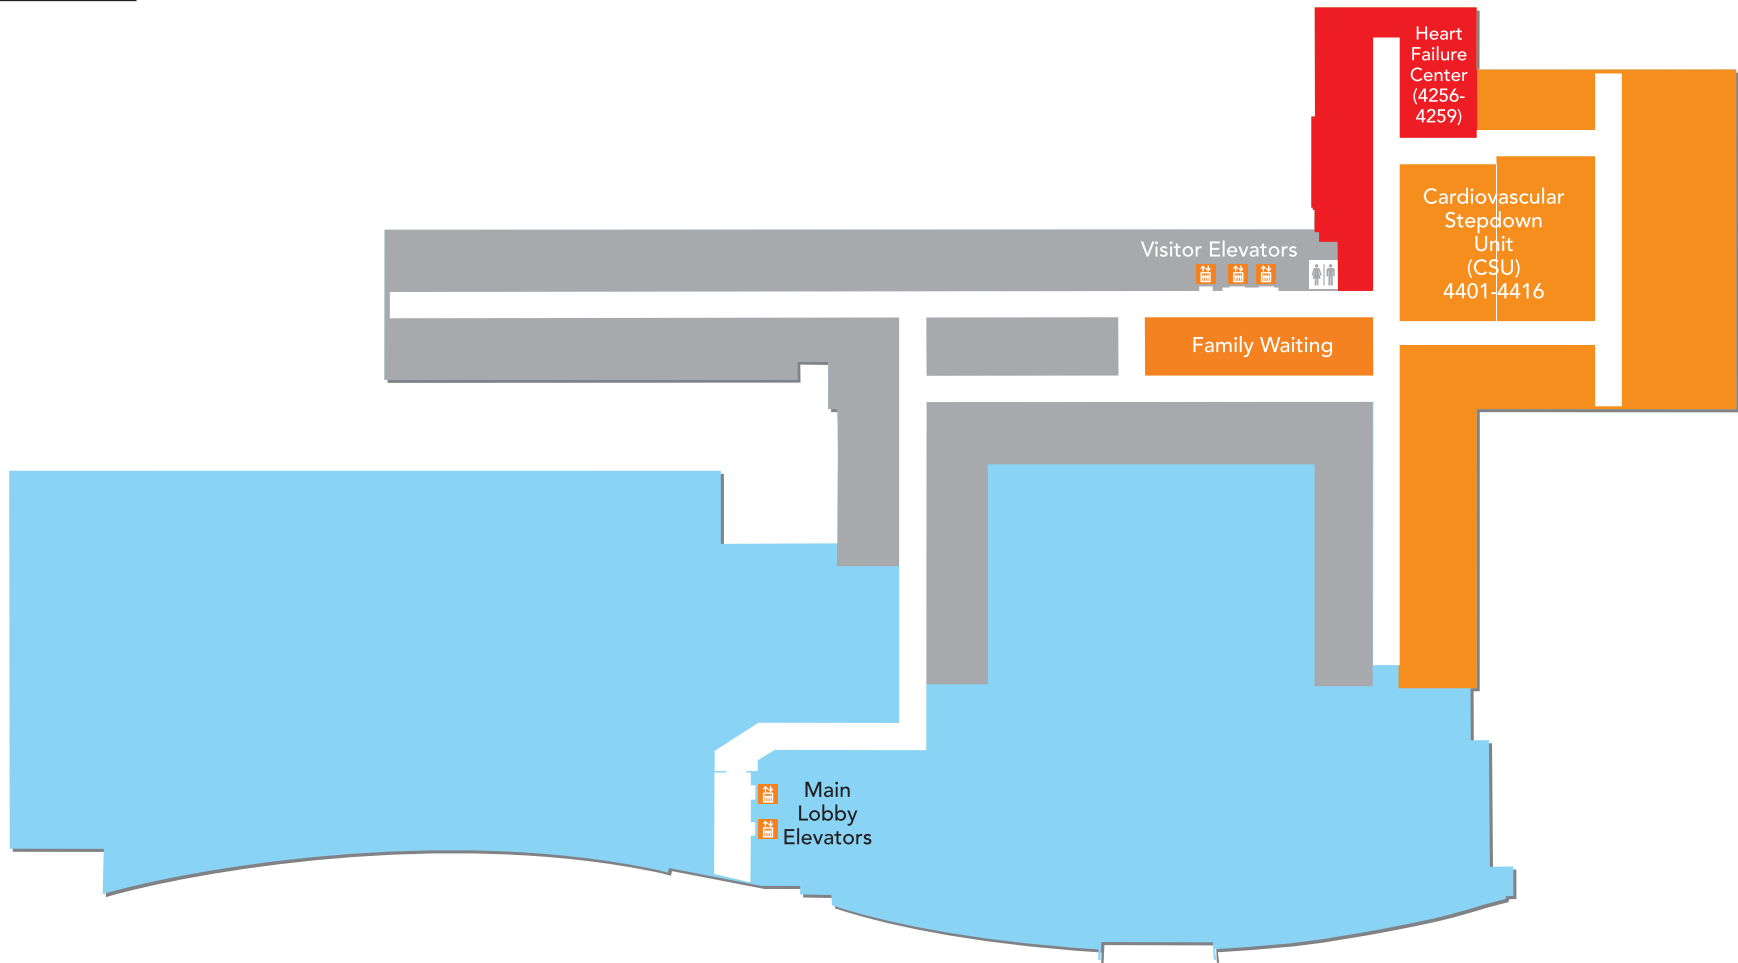 Heart
Failure
Center
(4256-
4259)
Cardiovascular
Stepdown
Unit
(CSU)
4401-4416
Visitor Elevators
Family Waiting
Main
Lobby
Elevators